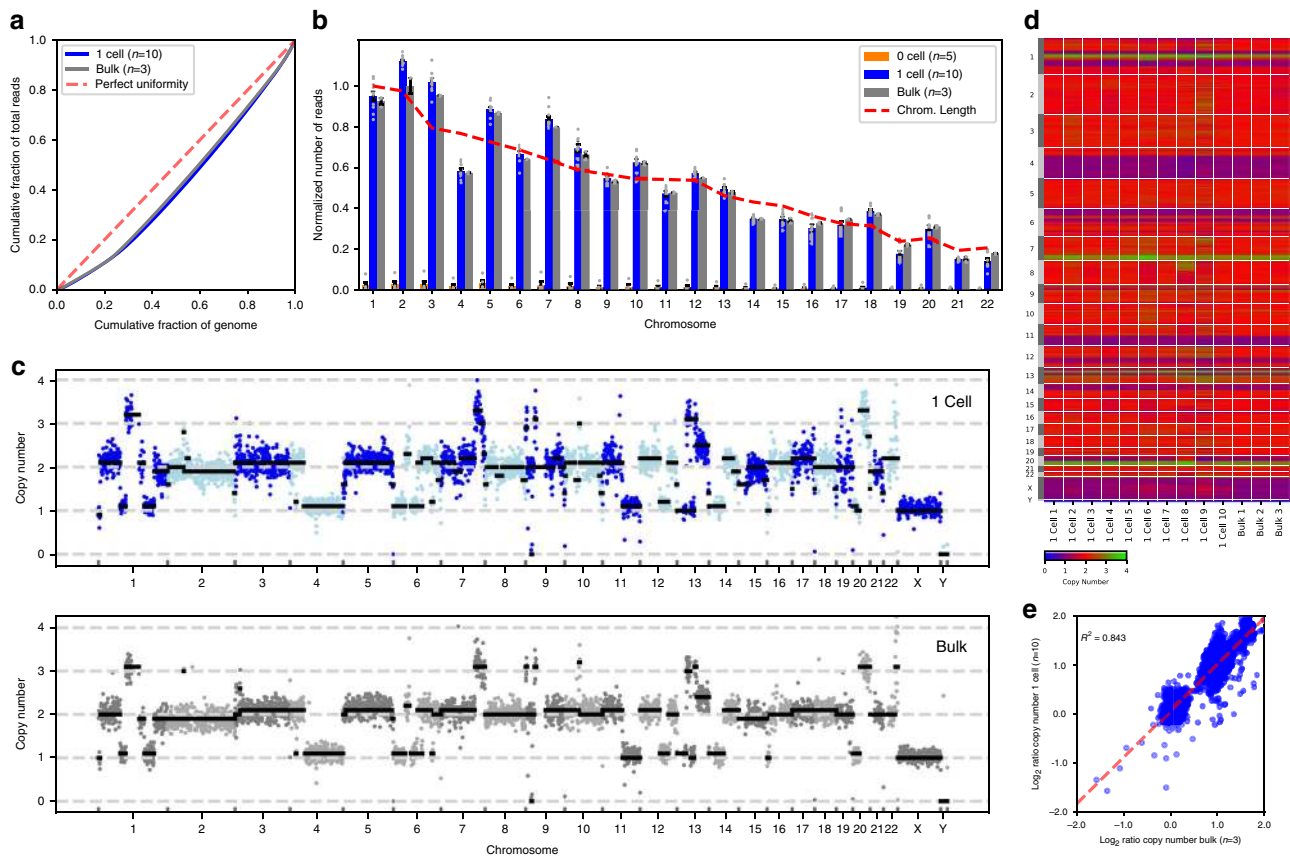 a
1.0
0.8
0.6
0.4
0.2
0.0
Cumulative fraction of total reads
1 cell (n=10)
Bulk (n=3)
Perfect uniformity
0.0 0.2 0.4 0.6 0.8 1.0
Cumulative fraction of genome
b
1.0
0.8
0.6
0.4
0.2
0.0
Normalized number of reads
0 cell (n=5)
1 cell (n=10)
Bulk (n=3)
Chrom. Length
1 2 3 4 5 6 7 8 9 10 11 12 13 14 15 16 17 18 19 20 21 22
Chromosome
c
4
3
2
1
0
Copy number
1 Cell
1 2 3 4 5 6 7 8 9 10 11 12 13 14 15 16 17 18 19 20 21 22 X Y
4
3
2
1
0
Copy number
Bulk
1 2 3 4 5 6 7 8 9 10 11 12 13 14 15 16 17 18 19 20 21 22 X Y
Chromosome
d
1
2
3
4
5
6
7
8
9
10
11
12
13
14
15
16
17
18
19
20
21
22
X
Y
1 Cell 1
1 Cell 2
1 Cell 3
1 Cell 4
1 Cell 5
1 Cell 6
1 Cell 7
1 Cell 8
1 Cell 9
1 Cell 10
Bulk 1
Bulk 2
Bulk 3
0 1 2 3 4
Copy Number
e
2.0
1.0
0.0
−1.0
−2.0
Log2 ratio copy number 1 cell (n=10)
R² = 0.843
−2.0 −1.0 0.0 1.0 2.0
Log2 ratio copy number bulk (n=3)